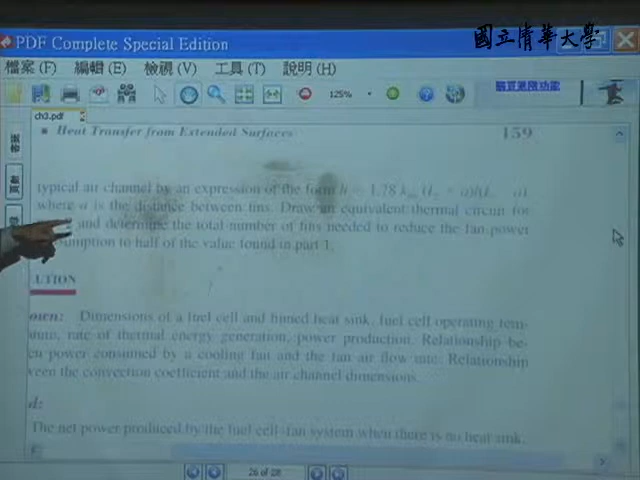 國立清華大學
PDF Complete Special Edition
檔案 (F) 編輯 (E) 檢視 (V) 工具 (T) 說明 (H)
125%
ch3.pdf
Heat Transfer from Extended Surfaces 159
typical air channel by an expression of the form h = 1.78 k
where a is the distance between fins. Draw an equivalent thermal circuit for
and determine the total number of fins needed to reduce the fan power
umption to half of the value found in part 1.
UTION
own: Dimensions of a fuel cell and finned heat sink, fuel cell operating tem-
ature, rate of thermal energy generation, power production. Relationship be-
en power consumed by a cooling fan and the fan air flow rate. Relationship
ween the convection coefficient and the air channel dimensions.
d:
The net power produced by the fuel cell–fan system when there is no heat sink.
26 of 28